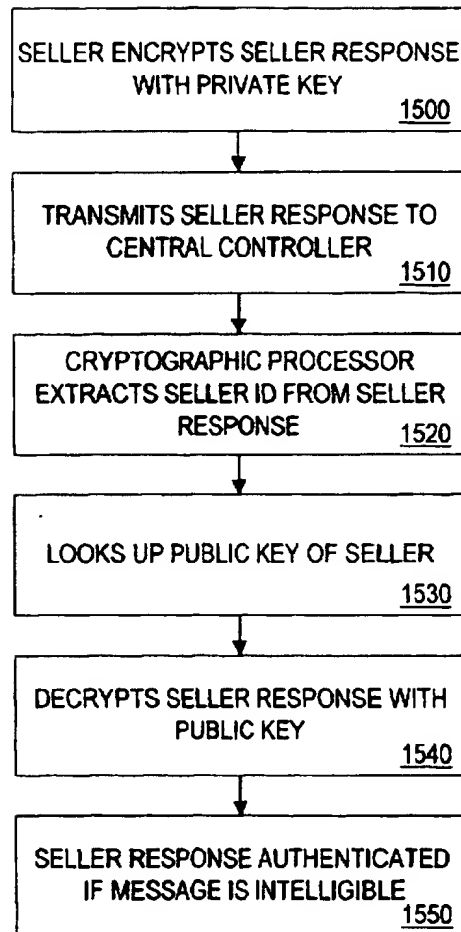 SELLER ENCRYPTS SELLER RESPONSE
WITH PRIVATE KEY
1500
TRANSMITS SELLER RESPONSE TO
CENTRAL CONTROLLER
1510
CRYPTOGRAPHIC PROCESSOR
EXTRACTS SELLER ID FROM SELLER
RESPONSE
1520
LOOKS UP PUBLIC KEY OF SELLER
1530
DECRYPTS SELLER RESPONSE WITH
PUBLIC KEY
1540
SELLER RESPONSE AUTHENTICATED
IF MESSAGE IS INTELLIGIBLE
1550